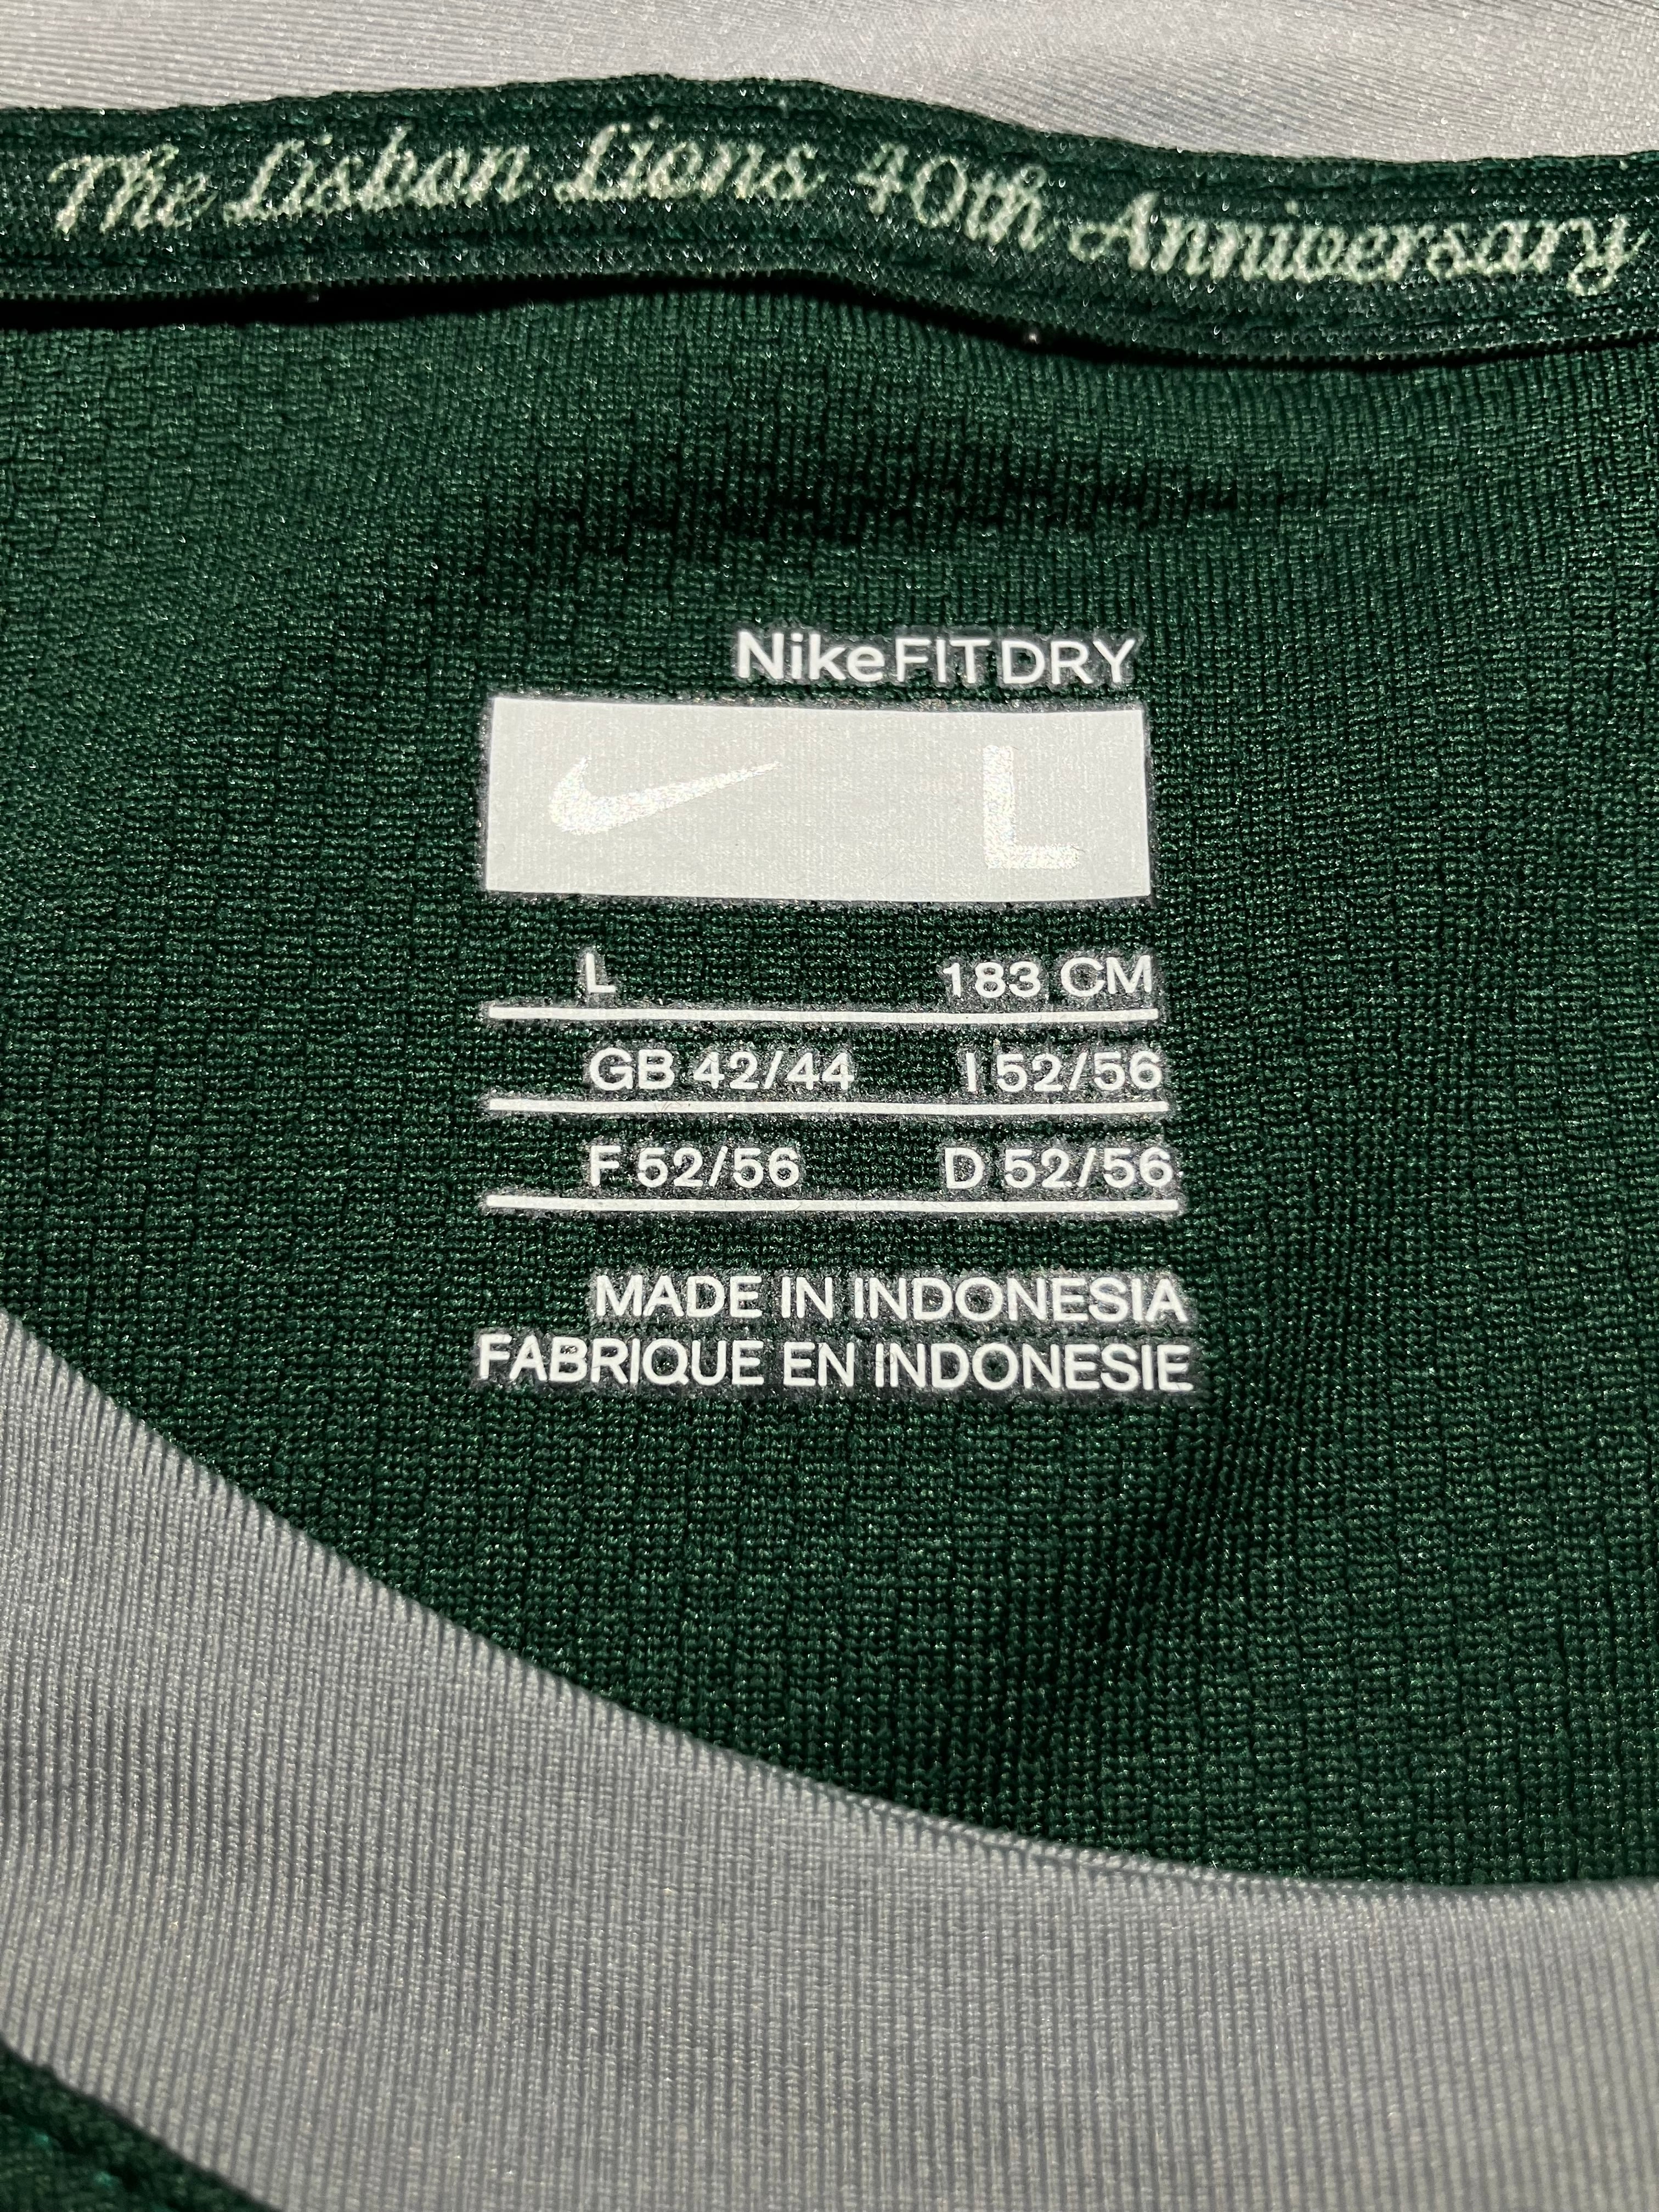 The Lisbon Lions 40th Anniversary
NikeFITDRY
L
L 183 CM
GB 42/44 I 52/56
F 52/56 D 52/56
MADE IN INDONESIA
FABRIQUE EN INDONESIE